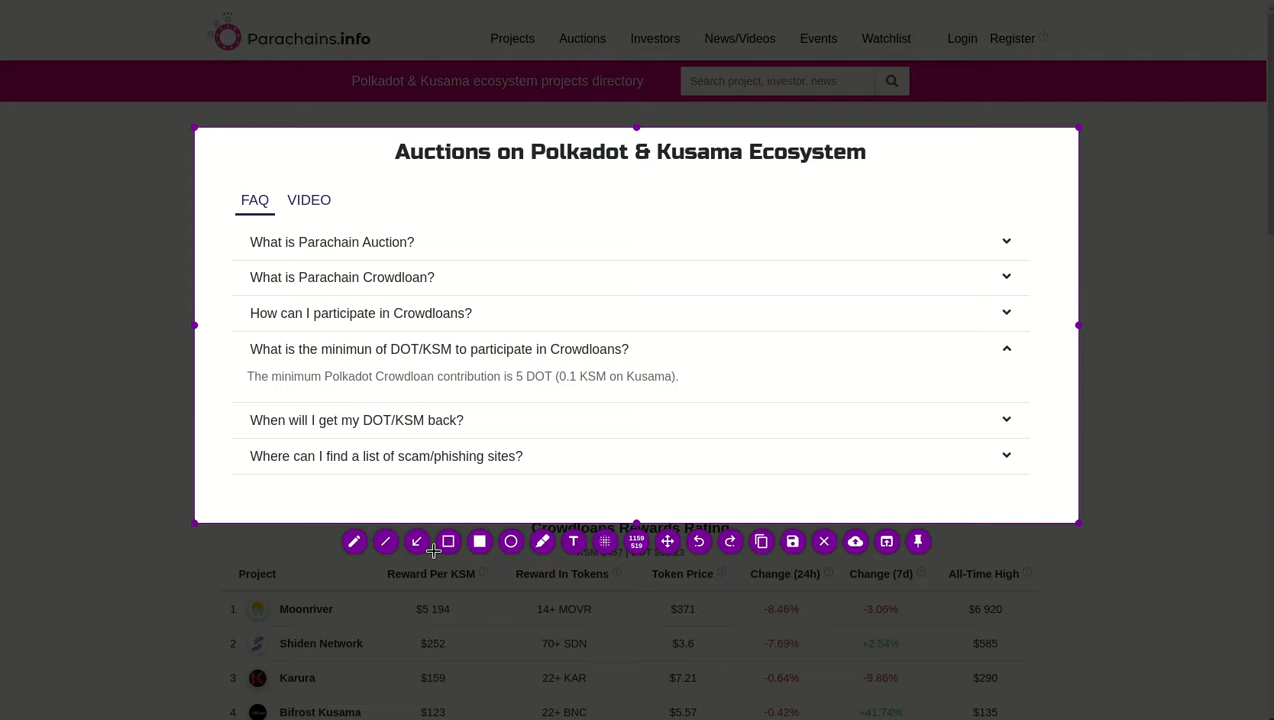 Parachains.info
Projects Auctions Investors News/Videos Events Watchlist Login Register
Polkadot & Kusama ecosystem projects directory
Search project, investor, news
Auctions on Polkadot & Kusama Ecosystem
FAQ VIDEO
What is Parachain Auction?
What is Parachain Crowdloan?
How can I participate in Crowdloans?
What is the minimun of DOT/KSM to participate in Crowdloans?
The minimum Polkadot Crowdloan contribution is 5 DOT (0.1 KSM on Kusama).
When will I get my DOT/KSM back?
Where can I find a list of scam/phishing sites?
Crowdloans Rewards Rating
T 1159
519
Project Reward Per KSM Reward In Tokens Token Price Change (24h) Change (7d) All-Time High
1 Moonriver $5 194 14+ MOVR $371 -8.46% -3.06% $6 920
2 Shiden Network $252 70+ SDN $3.6 -7.69% +2.54% $585
3 Karura $159 22+ KAR $7.21 -0.64% -9.86% $290
4 Bifrost Kusama $123 22+ BNC $5.57 -0.42% +41.74% $135